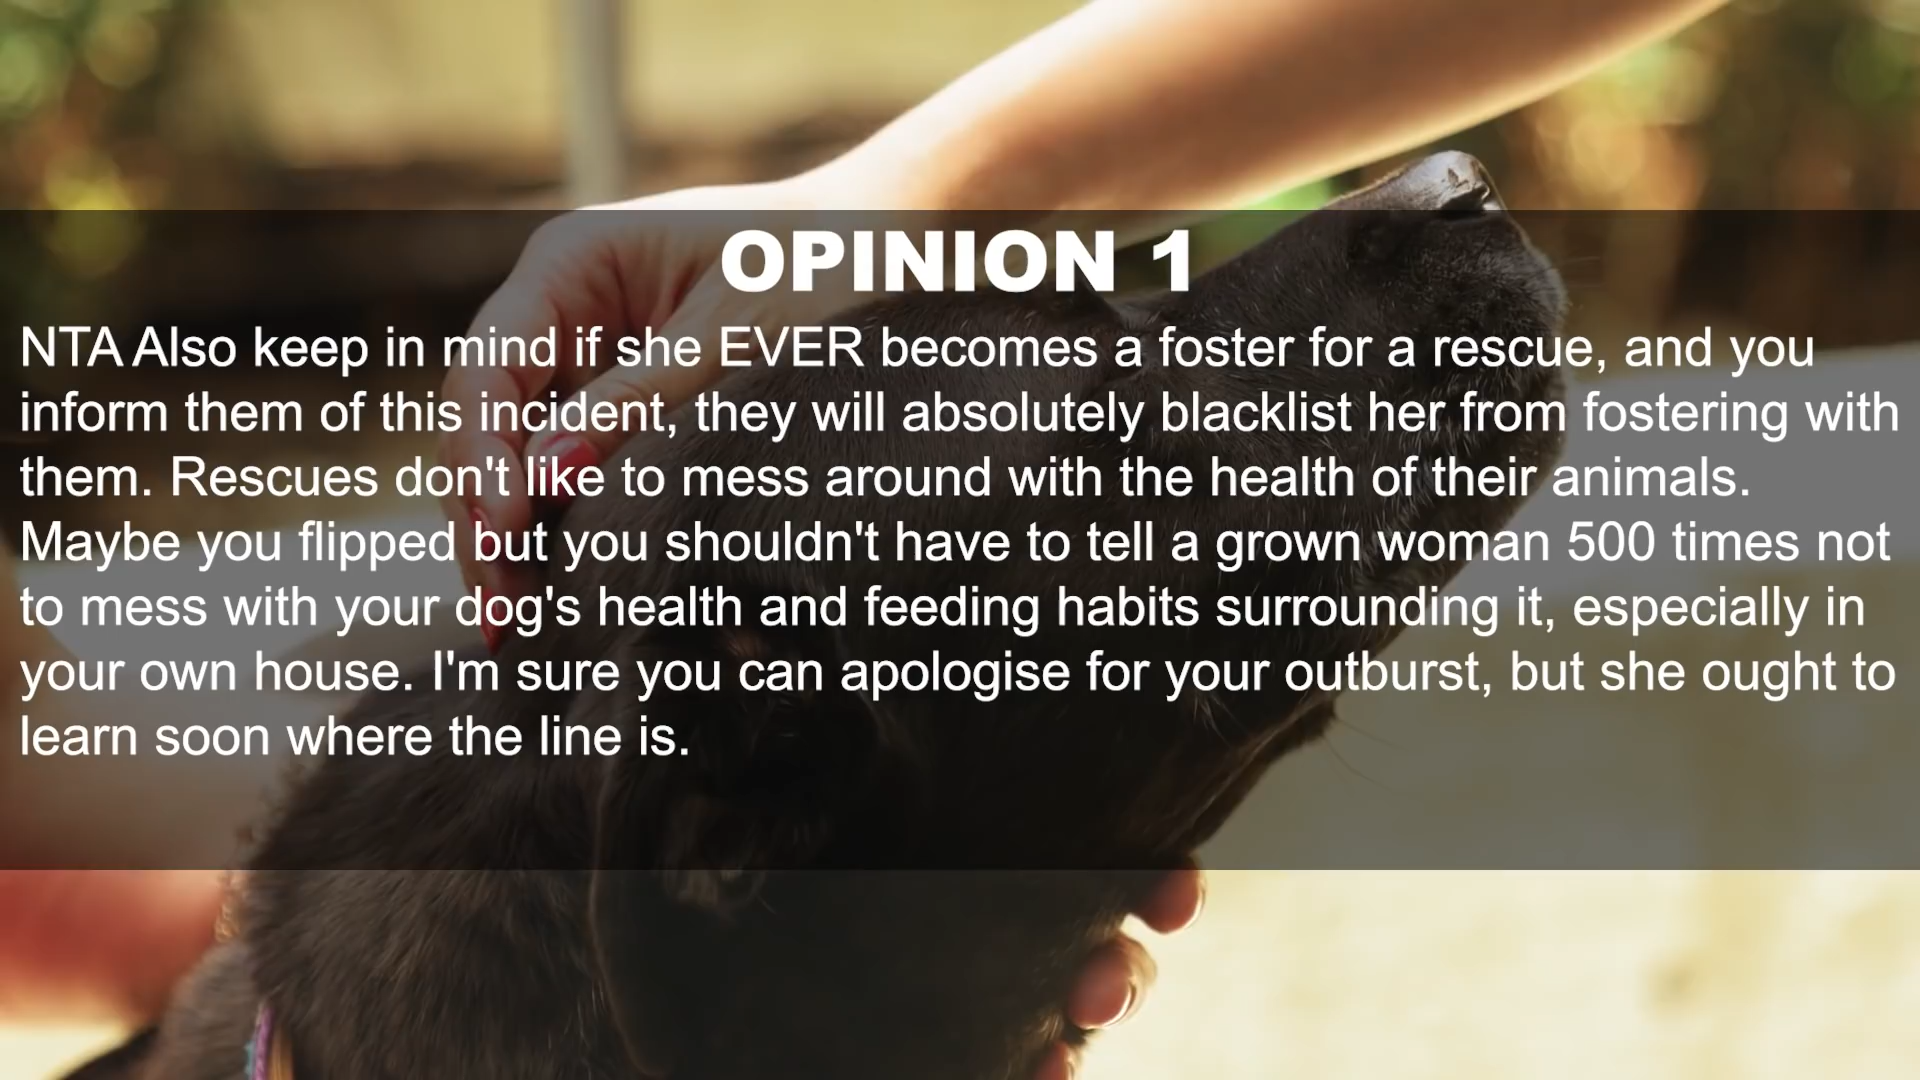 OPINION 1
NTA Also keep in mind if she EVER becomes a foster for a rescue, and you
inform them of this incident, they will absolutely blacklist her from fostering with
them. Rescues don't like to mess around with the health of their animals.
Maybe you flipped but you shouldn't have to tell a grown woman 500 times not
to mess with your dog's health and feeding habits surrounding it, especially in
your own house. I'm sure you can apologise for your outburst, but she ought to
learn soon where the line is.